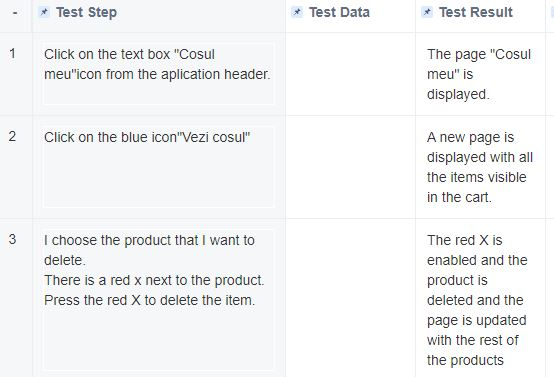 - Test Step Test Data Test Result
1 Click on the text box "Cosul The page "Cosul
meu"icon from the aplication header. meu" is
displayed.
2 Click on the blue icon"Vezi cosul" A new page is
displayed with all
the items visible
in the cart.
3 I choose the product that I want to The red X is
delete. enabled and the
There is a red x next to the product. product is
Press the red X to delete the item. deleted and the
page is updated
with the rest of
the products